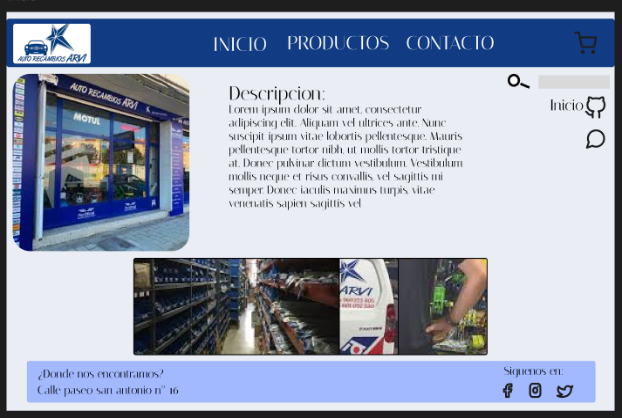 AUTO RECAMBIOS ARVI
INICIO PRODUCTOS CONTACTO
AUTO RECAMBIOS ARVI
MOTUL
Descripcion:
Lorem ipsum dolor sit amet, consectetur
adipiscing elit. Aliquam vel ultrices ante. Nunc
suscipit ipsum vitae lobortis pellentesque. Mauris
pellentesque tortor nibh, ut mollis tortor tristique
at. Donec pulvinar dictum vestibulum. Vestibulum
mollis neque et risus convallis, vel sagittis mi
semper. Donec iaculis maximus turpis, vitae
venenatis sapien sagittis vel
Inicio
ARVI
¿Donde nos encontramos?
Calle paseo san antonio nº 16
Siguenos en: